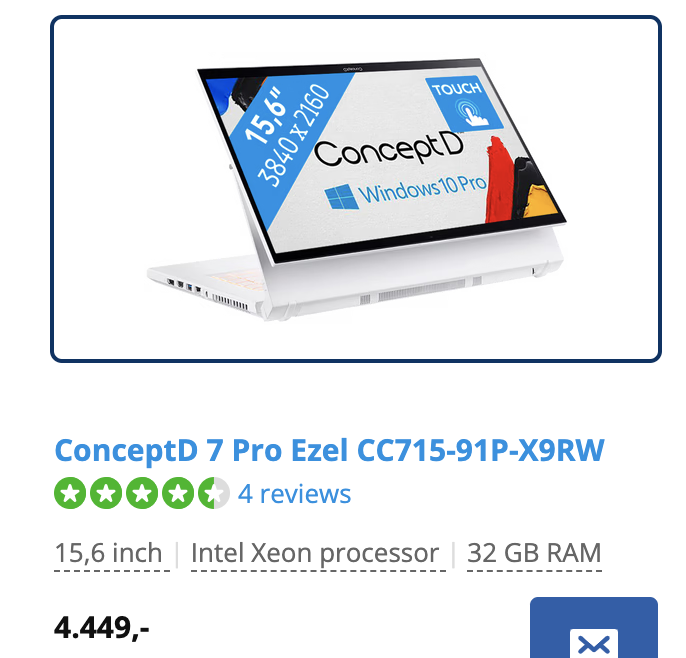 15,6"
3840 x 2160
TOUCH
ConceptD
Windows 10 Pro
ConceptD 7 Pro Ezel CC715-91P-X9RW
4 reviews
15,6 inch | Intel Xeon processor | 32 GB RAM
4.449,-